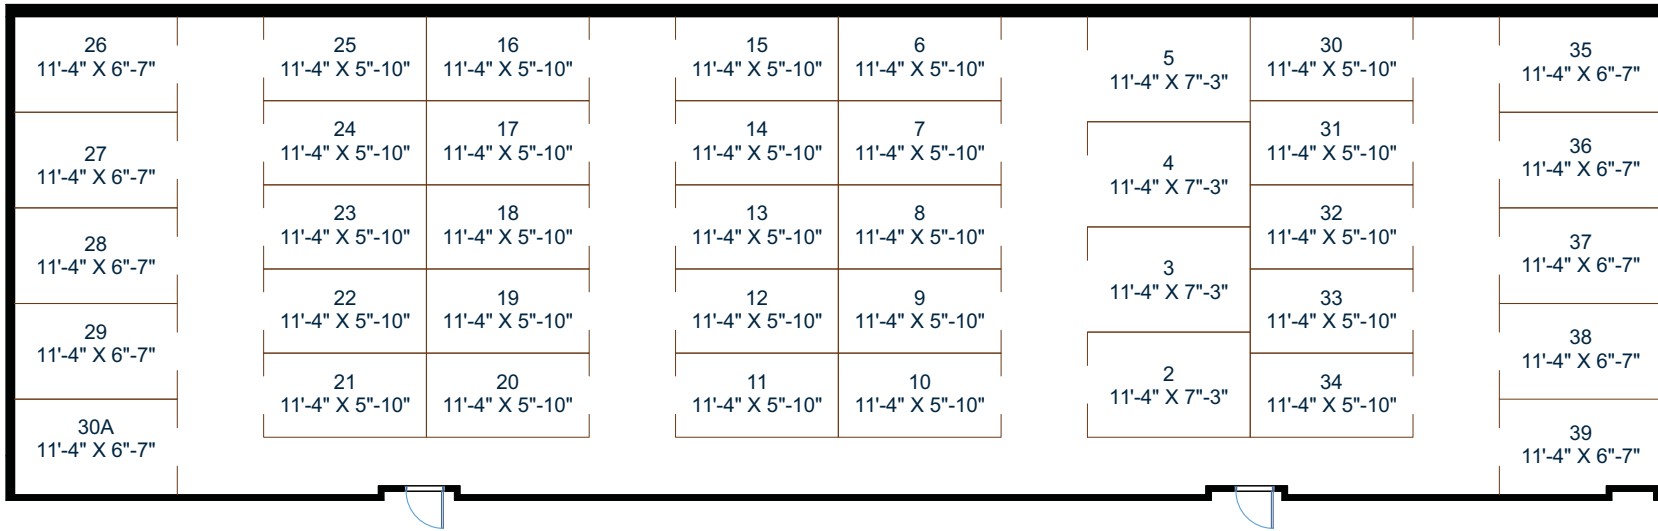 26
11'-4" X 6"-7"
27
11'-4" X 6"-7"
28
11'-4" X 6"-7"
29
11'-4" X 6"-7"
30A
11'-4" X 6"-7"
25
11'-4" X 5"-10"
24
11'-4" X 5"-10"
23
11'-4" X 5"-10"
22
11'-4" X 5"-10"
21
11'-4" X 5"-10"
16
11'-4" X 5"-10"
17
11'-4" X 5"-10"
18
11'-4" X 5"-10"
19
11'-4" X 5"-10"
20
11'-4" X 5"-10"
15
11'-4" X 5"-10"
14
11'-4" X 5"-10"
13
11'-4" X 5"-10"
12
11'-4" X 5"-10"
11
11'-4" X 5"-10"
6
11'-4" X 5"-10"
7
11'-4" X 5"-10"
8
11'-4" X 5"-10"
9
11'-4" X 5"-10"
10
11'-4" X 5"-10"
5
11'-4" X 7"-3"
4
11'-4" X 7"-3"
3
11'-4" X 7"-3"
2
11'-4" X 7"-3"
30
11'-4" X 5"-10"
31
11'-4" X 5"-10"
32
11'-4" X 5"-10"
33
11'-4" X 5"-10"
34
11'-4" X 5"-10"
35
11'-4" X 6"-7"
36
11'-4" X 6"-7"
37
11'-4" X 6"-7"
38
11'-4" X 6"-7"
39
11'-4" X 6"-7"